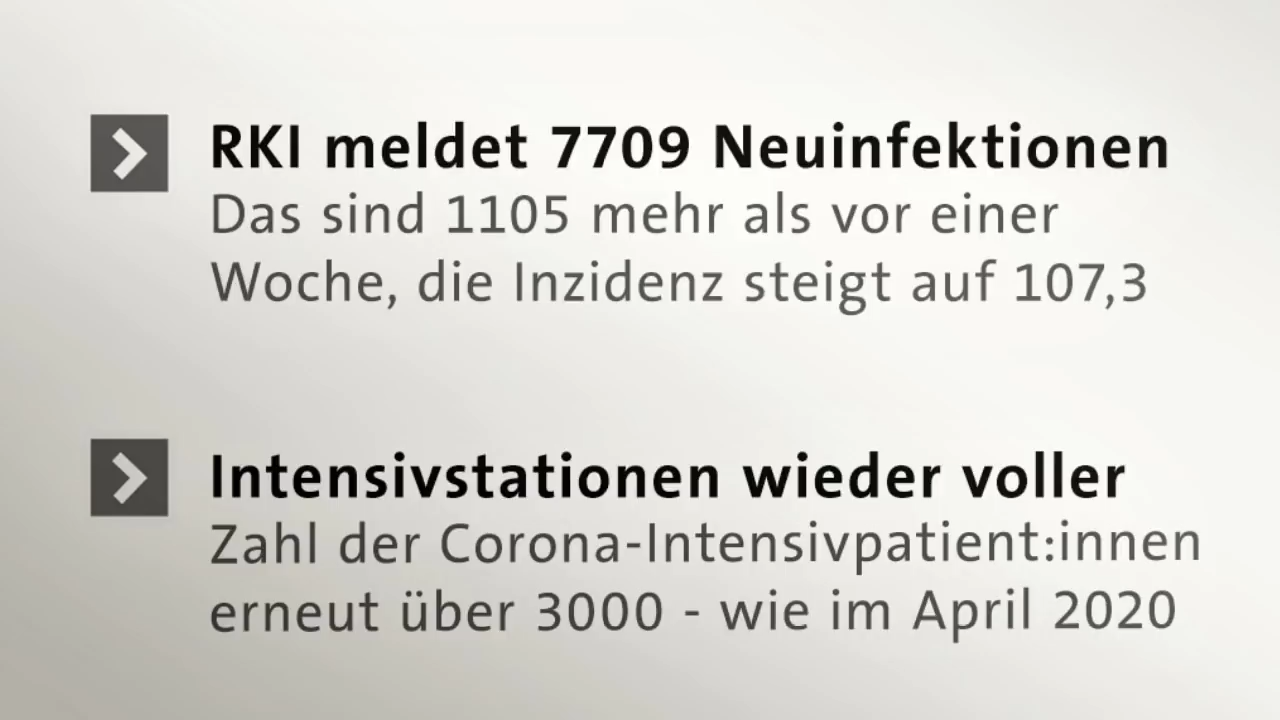 RKI meldet 7709 Neuinfektionen
Das sind 1105 mehr als vor einer
Woche, die Inzidenz steigt auf 107,3
Intensivstationen wieder voller
Zahl der Corona-Intensivpatient:innen
erneut über 3000 - wie im April 2020